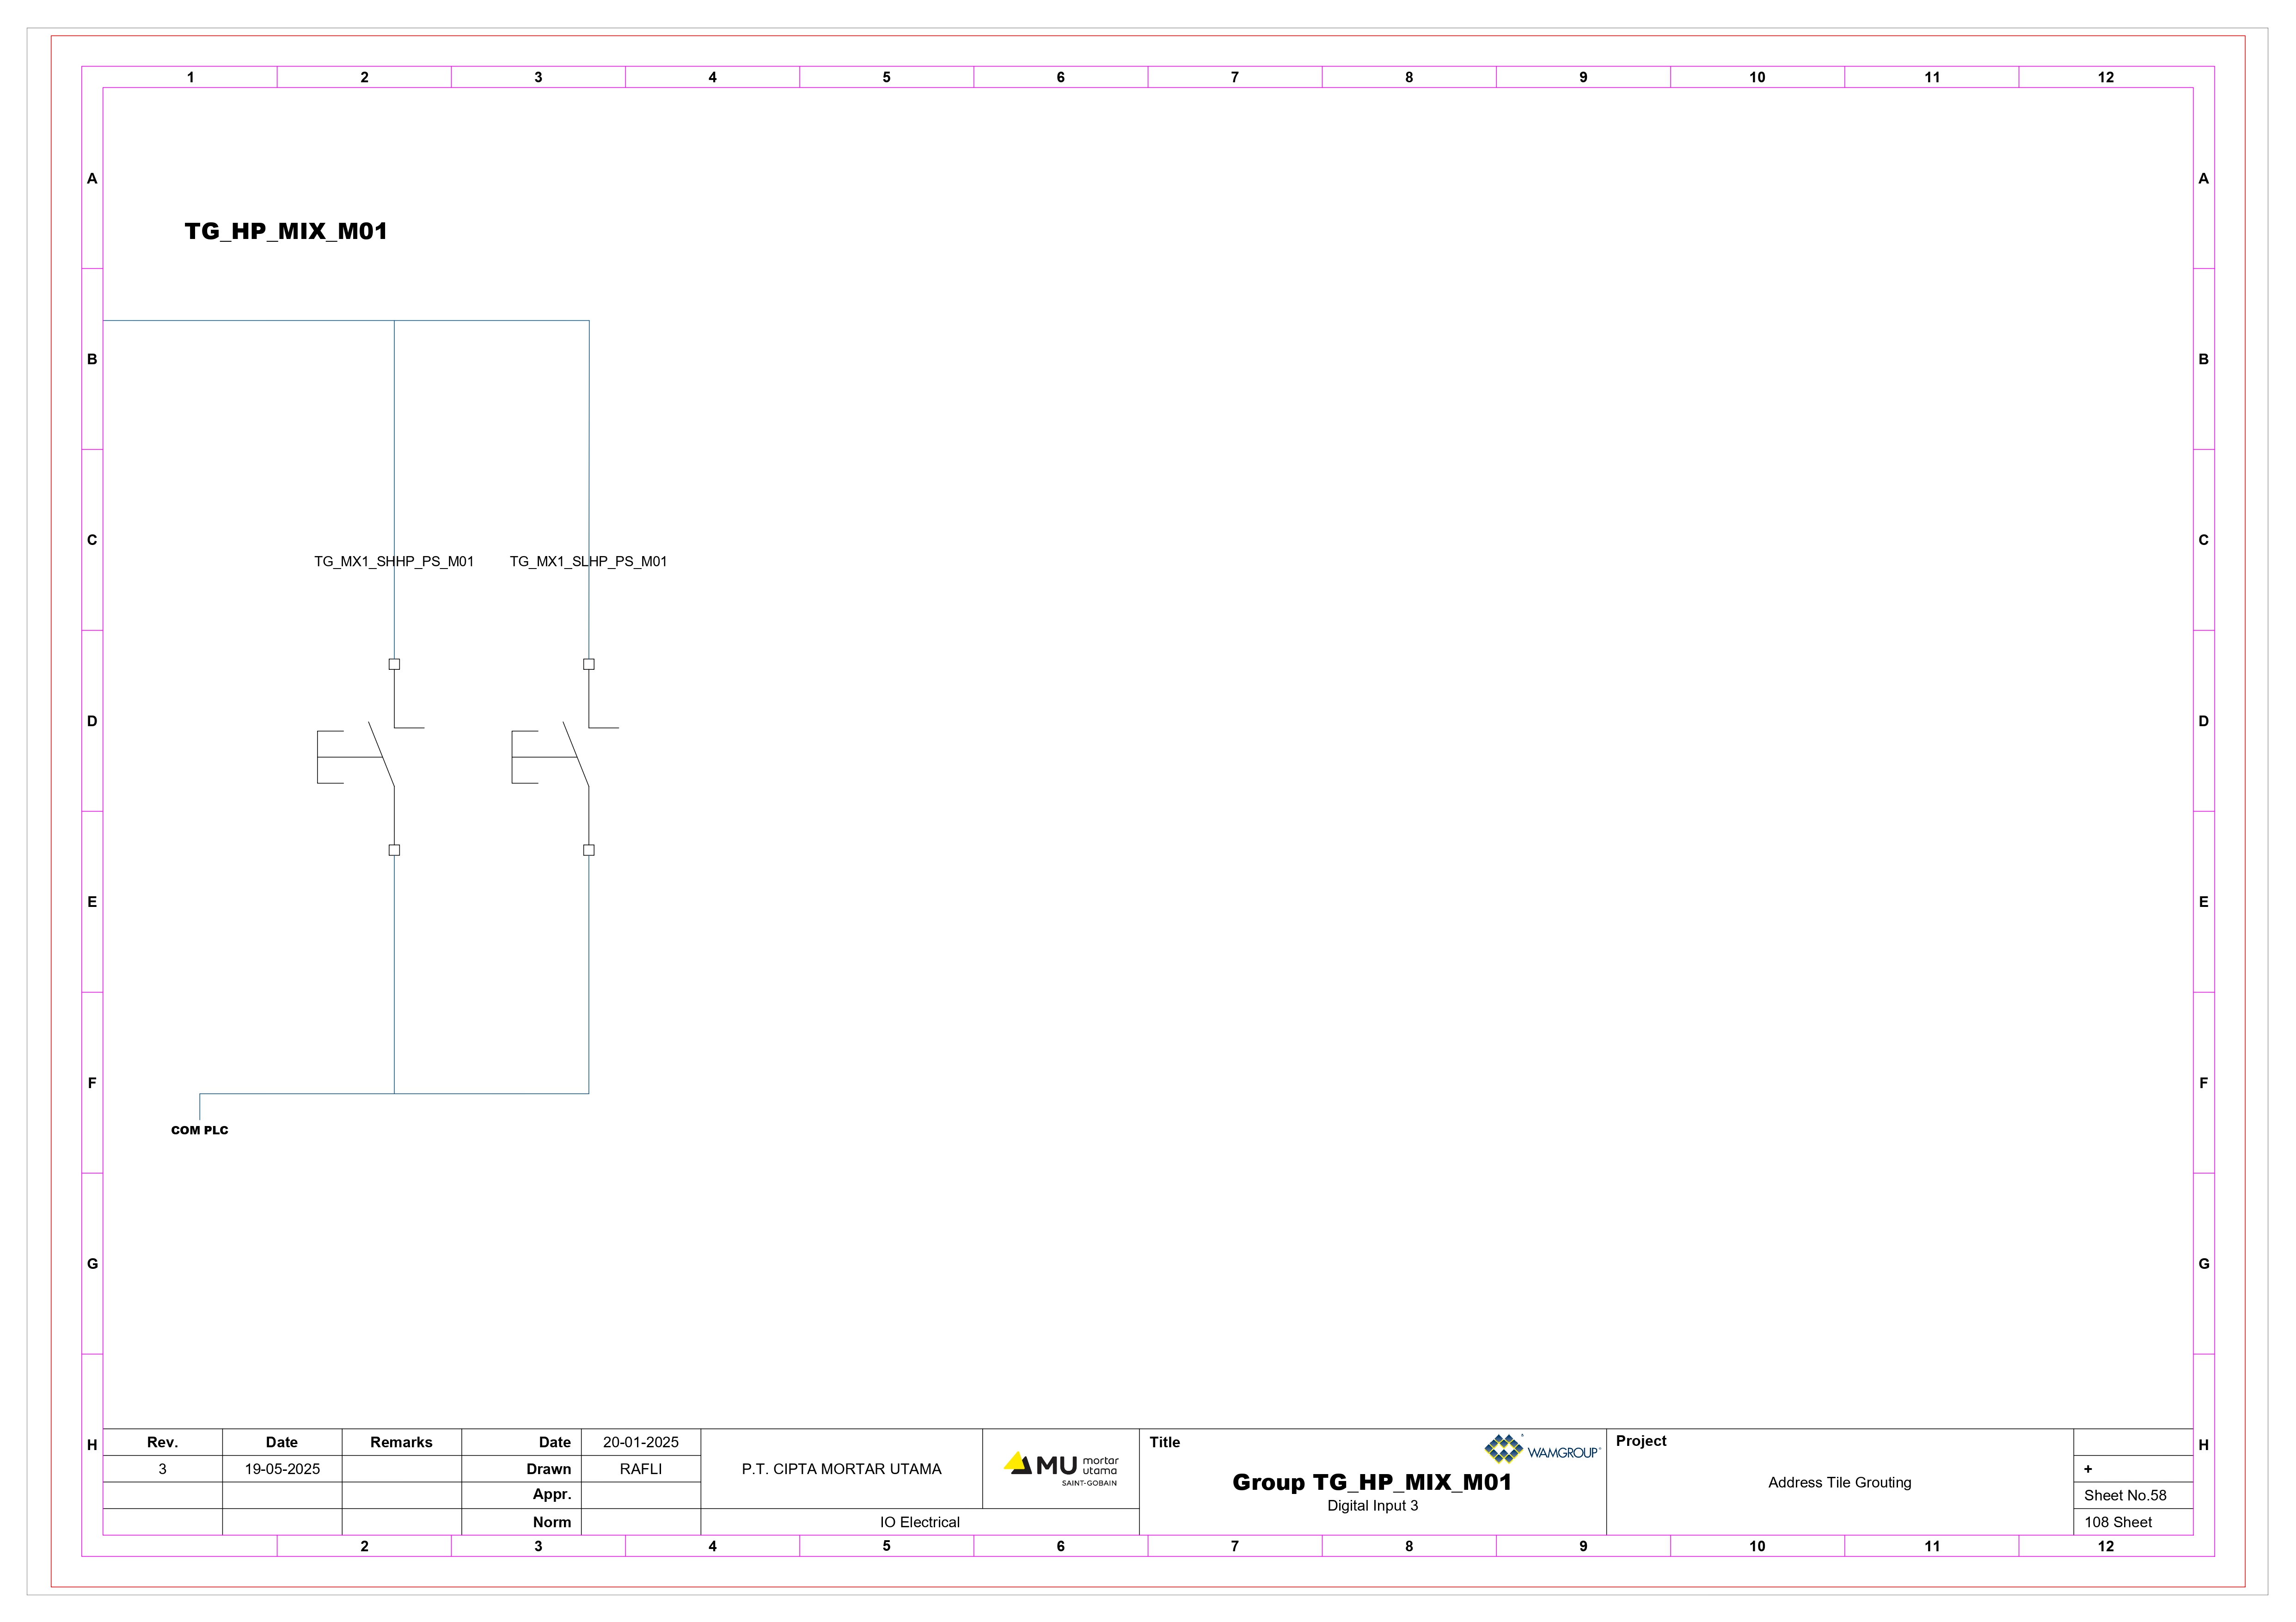 1 2 3 4 5 6 7 8 9 10 11 12
A A
TG_HP_MIX_M01
B B
C C
TG_MX1_SHHP_PS_M01 TG_MX1_SLHP_PS_M01
D D
E E
F F
COM PLC
G G
H H
Rev. Date Remarks Date 20-01-2025
3 19-05-2025 Drawn RAFLI
Appr.
Norm
P.T. CIPTA MORTAR UTAMA
MU mortar
utama
SAINT-GOBAIN
IO Electrical
Title
WAMGROUP®
Group TG_HP_MIX_M01
Digital Input 3
Project
Address Tile Grouting
+
Sheet No.58
108 Sheet
2 3 4 5 6 7 8 9 10 11 12